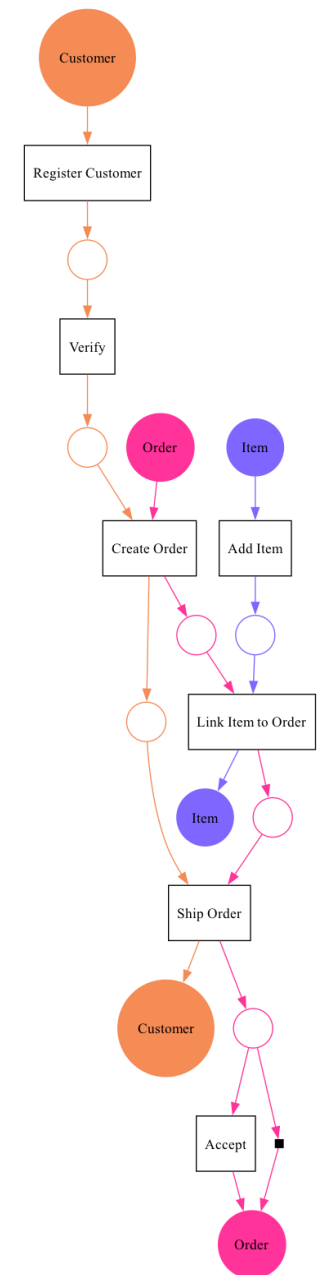 Customer
Register Customer
Verify
Order
Item
Create Order
Add Item
Link Item to Order
Item
Ship Order
Customer
Accept
Order